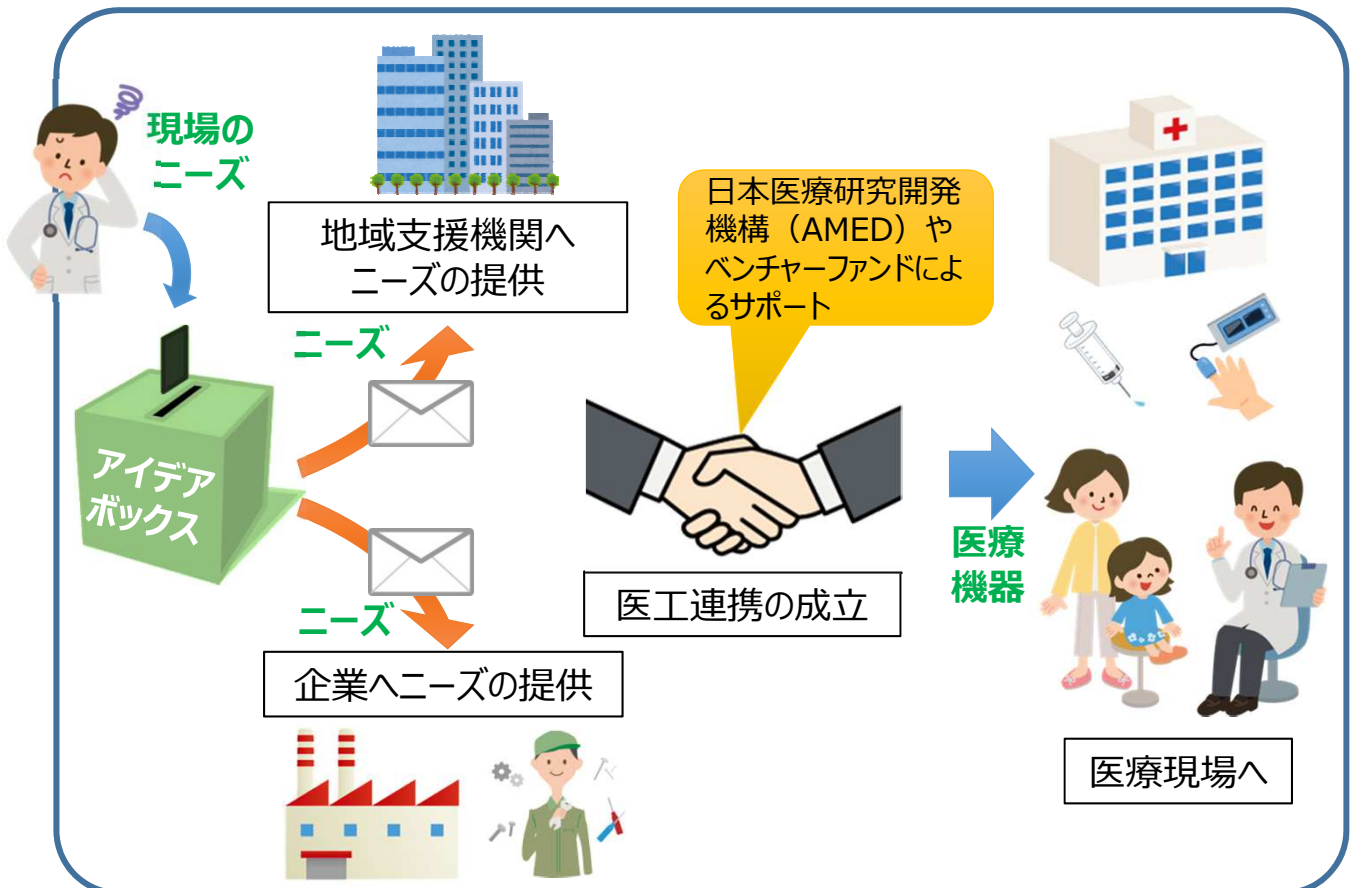 現場の
ニーズ
地域支援機関へ
ニーズの提供
日本医療研究開発
機構（AMED）や
ベンチャーファンドによ
るサポート
ニーズ
アイデア
ボックス
ニーズ
企業へニーズの提供
医工連携の成立
医療
機器
医療現場へ